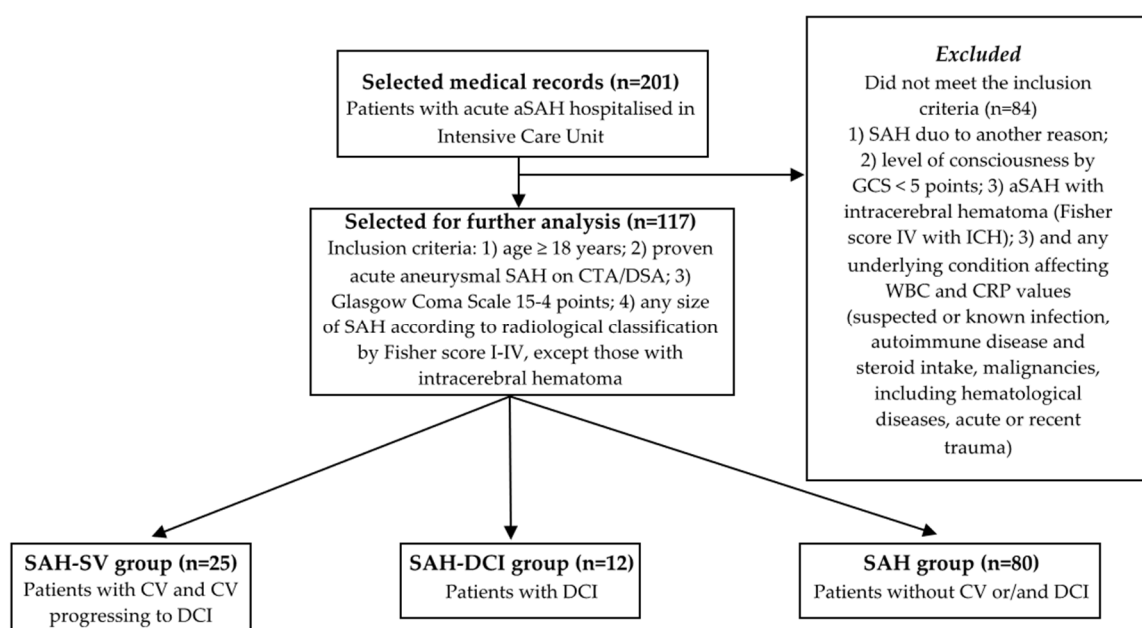 Selected medical records (n=201)
Patients with acute aSAH hospitalised in
Intensive Care Unit
Excluded
Did not meet the inclusion
criteria (n=84)
1) SAH duo to another reason;
2) level of consciousness by
GCS < 5 points; 3) aSAH with
intracerebral hematoma (Fisher
score IV with ICH); 3) and any
underlying condition affecting
WBC and CRP values
(suspected or known infection,
autoimmune disease and
steroid intake, malignancies,
including hematological
diseases, acute or recent
trauma)
Selected for further analysis (n=117)
Inclusion criteria: 1) age ≥ 18 years; 2) proven
acute aneurysmal SAH on CTA/DSA; 3)
Glasgow Coma Scale 15-4 points; 4) any size
of SAH according to radiological classification
by Fisher score I-IV, except those with
intracerebral hematoma
SAH-SV group (n=25)
Patients with CV and CV
progressing to DCI
SAH-DCI group (n=12)
Patients with DCI
SAH group (n=80)
Patients without CV or/and DCI